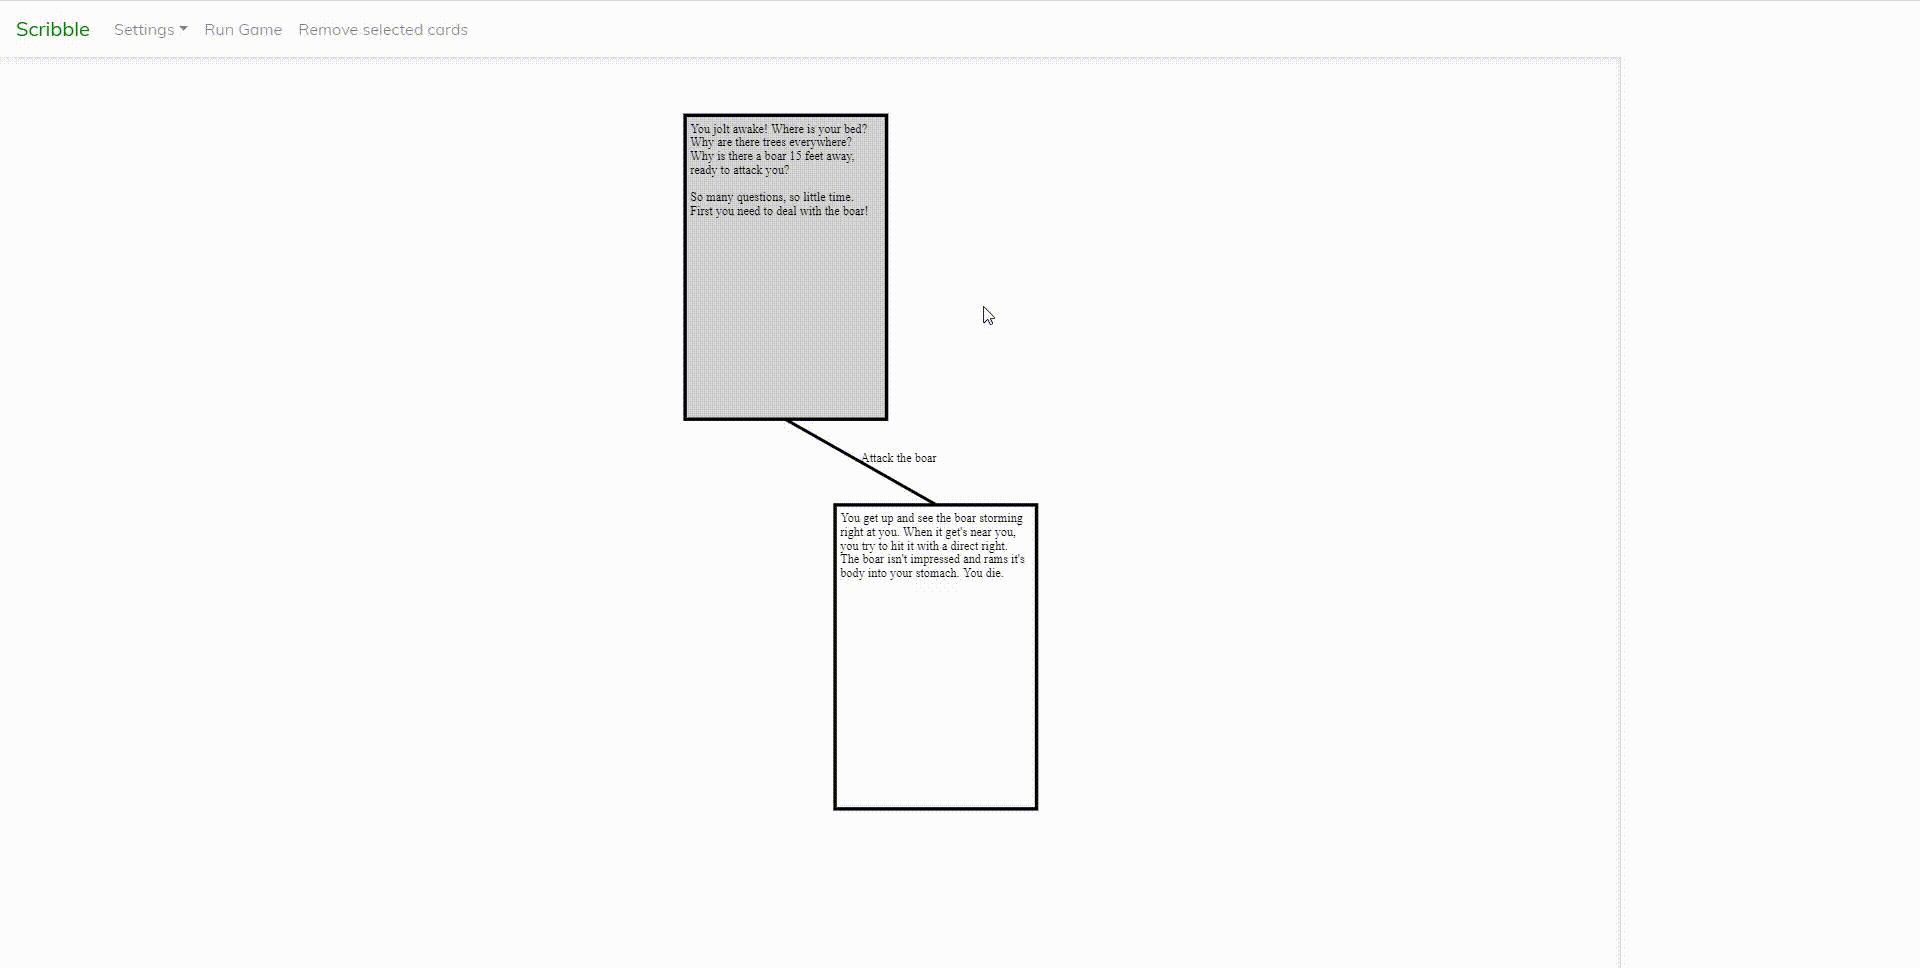 Scribble
Settings
Run Game
Remove selected cards
You jolt awake! Where is your bed?
Why are there trees everywhere?
Why is there a boar 15 feet away,
ready to attack you?
So many questions, so little time.
First you need to deal with the boar!
Attack the boar
You get up and see the boar storming
right at you. When it get's near you,
you try to hit it with a direct right.
The boar isn't impressed and rams it's
body into your stomach. You die.